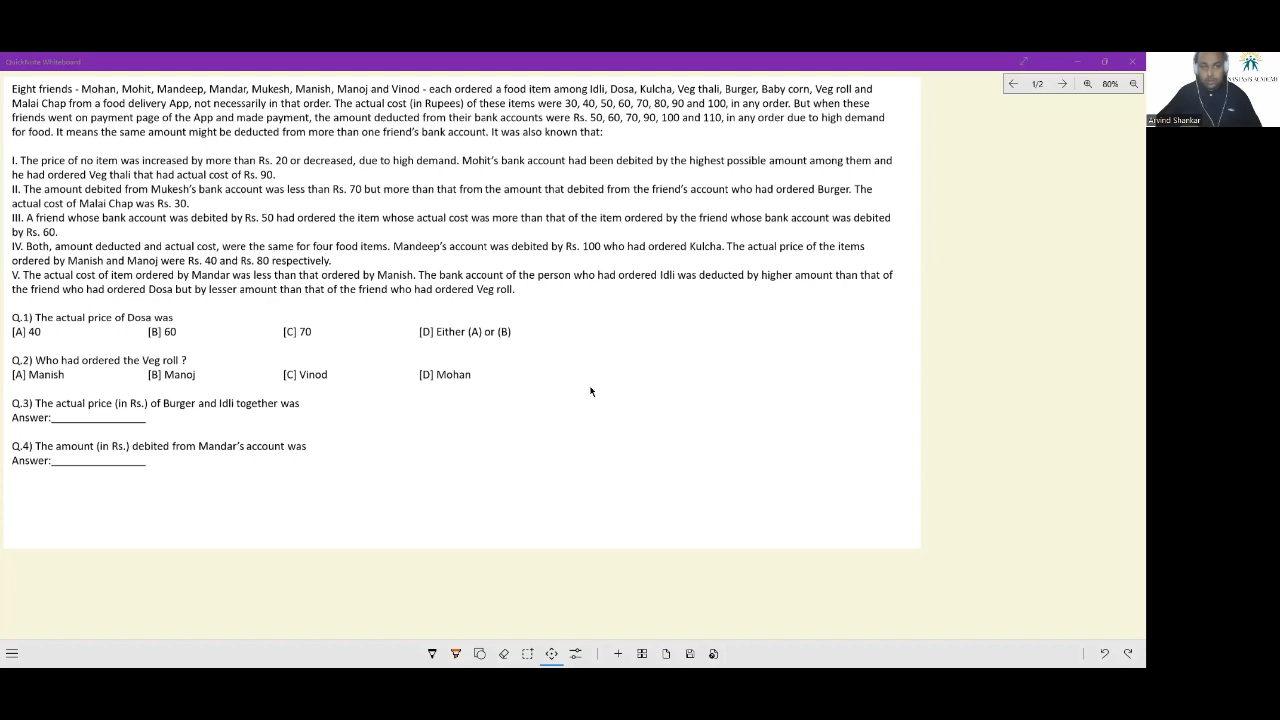 QuickNote Whiteboard
1/2
80%
Arvind Shankar
Eight friends - Mohan, Mohit, Mandeep, Mandar, Mukesh, Manish, Manoj and Vinod - each ordered a food item among Idli, Dosa, Kulcha, Veg thali, Burger, Baby corn, Veg roll and
Malai Chap from a food delivery App, not necessarily in that order. The actual cost (in Rupees) of these items were 30, 40, 50, 60, 70, 80, 90 and 100, in any order. But when these
friends went on payment page of the App and made payment, the amount deducted from their bank accounts were Rs. 50, 60, 70, 90, 100 and 110, in any order due to high demand
for food. It means the same amount might be deducted from more than one friend's bank account. It was also known that:
I. The price of no item was increased by more than Rs. 20 or decreased, due to high demand. Mohit's bank account had been debited by the highest possible amount among them and
he had ordered Veg thali that had actual cost of Rs. 90.
II. The amount debited from Mukesh's bank account was less than Rs. 70 but more than that from the amount that debited from the friend's account who had ordered Burger. The
actual cost of Malai Chap was Rs. 30.
III. A friend whose bank account was debited by Rs. 50 had ordered the item whose actual cost was more than that of the item ordered by the friend whose bank account was debited
by Rs. 60.
IV. Both, amount deducted and actual cost, were the same for four food items. Mandeep's account was debited by Rs. 100 who had ordered Kulcha. The actual price of the items
ordered by Manish and Manoj were Rs. 40 and Rs. 80 respectively.
V. The actual cost of item ordered by Mandar was less than that ordered by Manish. The bank account of the person who had ordered Idli was deducted by higher amount than that of
the friend who had ordered Dosa but by lesser amount than that of the friend who had ordered Veg roll.
Q.1) The actual price of Dosa was
[A] 40 [B] 60 [C] 70 [D] Either (A) or (B)
Q.2) Who had ordered the Veg roll ?
[A] Manish [B] Manoj [C] Vinod [D] Mohan
Q.3) The actual price (in Rs.) of Burger and Idli together was
Answer:________________
Q.4) The amount (in Rs.) debited from Mandar's account was
Answer:________________